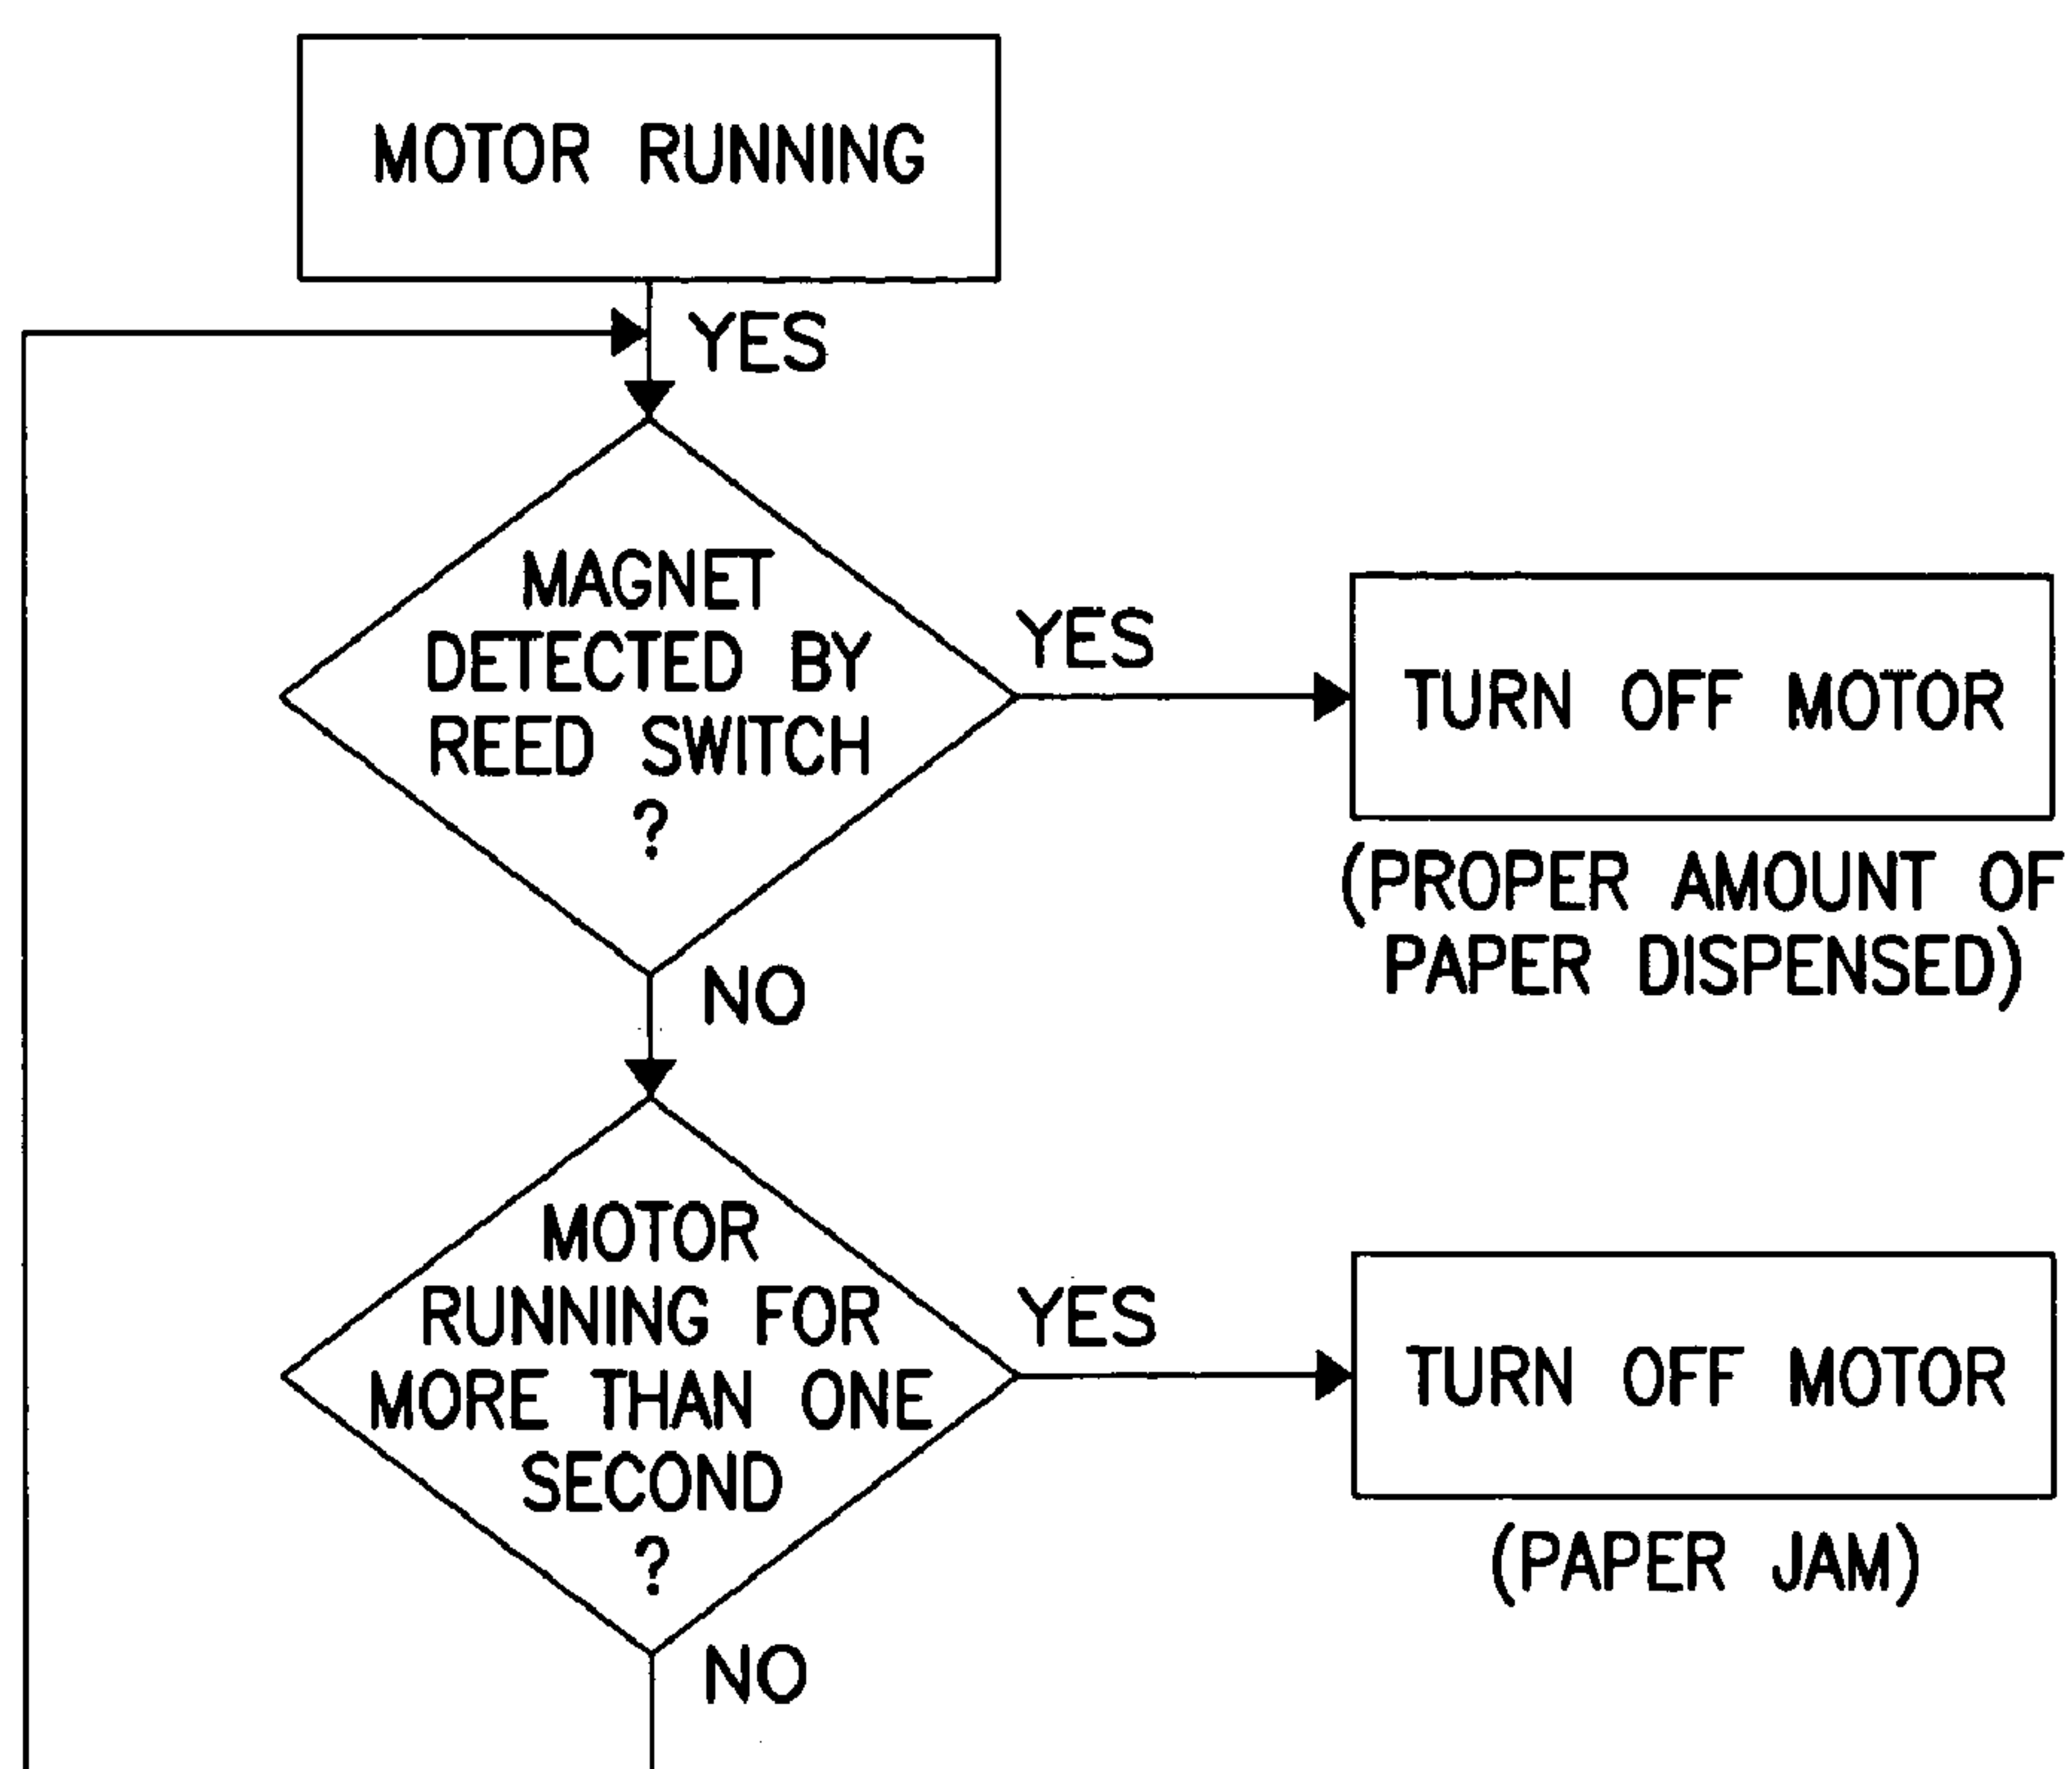 MOTOR RUNNING
YES
MAGNET
DETECTED BY
REED SWITCH
?
YES
TURN OFF MOTOR
(PROPER AMOUNT OF
PAPER DISPENSED)
NO
MOTOR
RUNNING FOR
MORE THAN ONE
SECOND
?
YES
TURN OFF MOTOR
(PAPER JAM)
NO